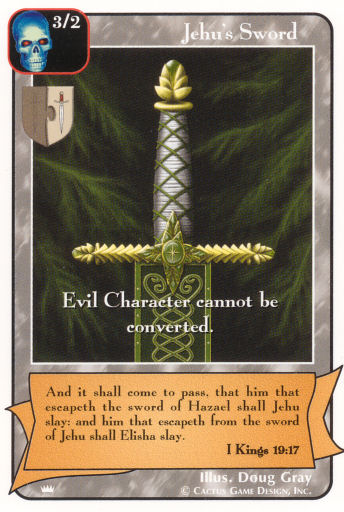 3/2
Jehu's Sword
Evil Character cannot be
converted.
And it shall come to pass, that him that
escapeth the sword of Hazael shall Jehu
slay: and him that escapeth from the sword
of Jehu shall Elisha slay.
I Kings 19:17
Illus. Doug Gray
© Cactus Game Design, Inc.